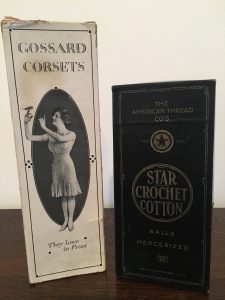 GOSSARD
CORSETS
They Lace
in Front
THE
AMERICAN THREAD
CO'S
STAR
CROCHET
COTTON
BALLS
MERCERIZED